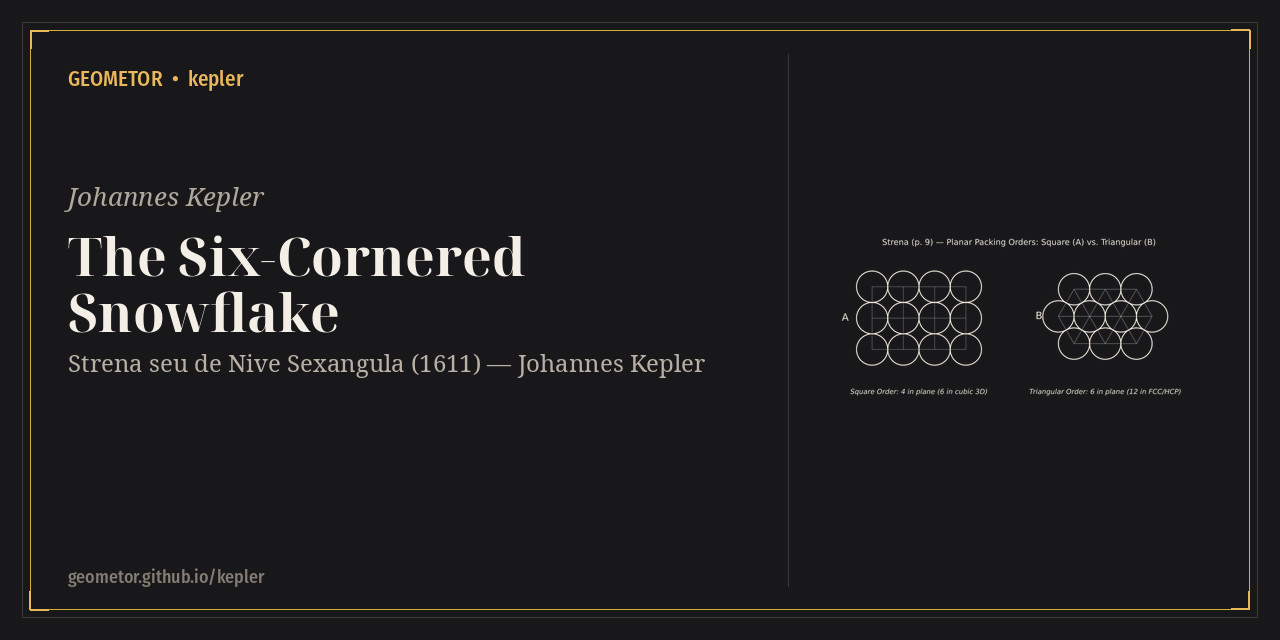 GEOMETOR • kepler
Johannes Kepler
The Six-Cornered
Snowflake
Strena seu de Nive Sexangula (1611) — Johannes Kepler
geometor.github.io/kepler
Strena (p. 9) — Planar Packing Orders: Square (A) vs. Triangular (B)
A
B
Square Order: 4 in plane (6 in cubic 3D)
Triangular Order: 6 in plane (12 in FCC/HCP)